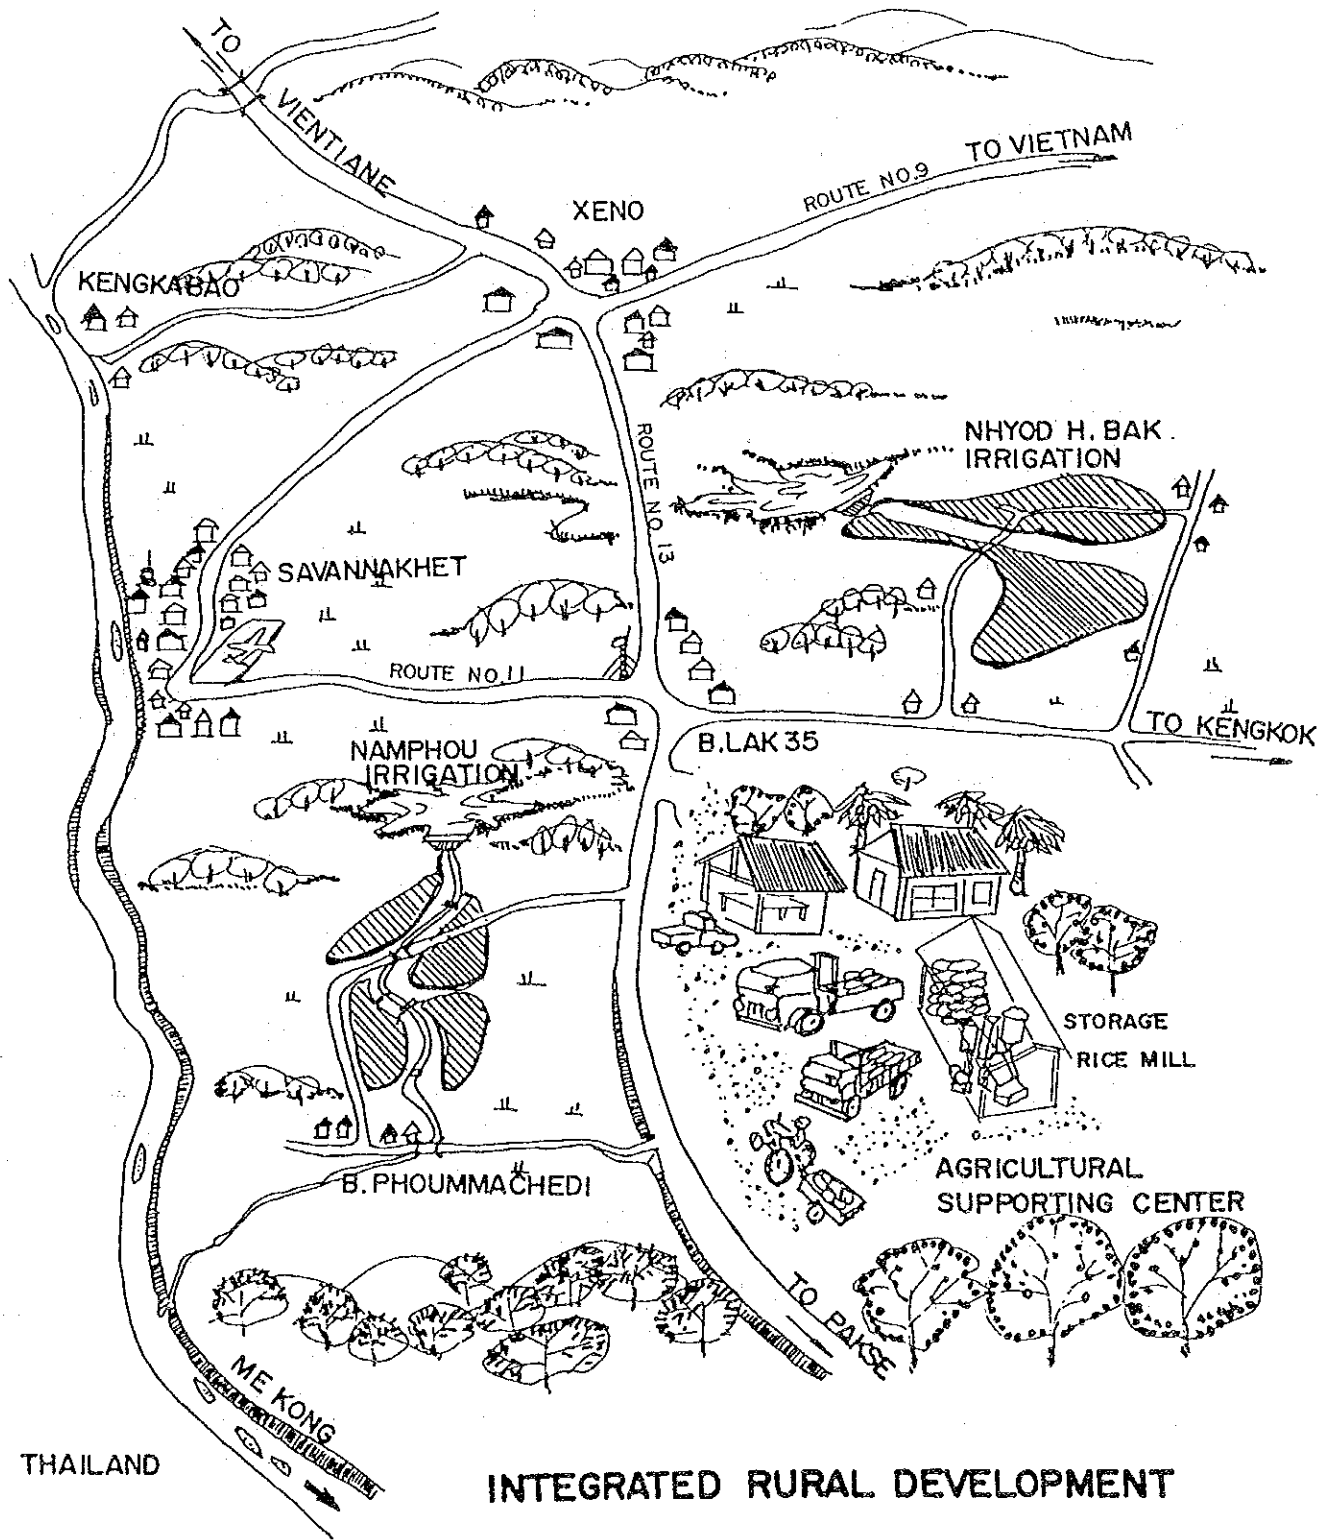 TO
VIENTIANE
TO VIETNAM
ROUTE NO.9
XENO
KENGKABAO
ROUTE NO. 13
NHYOD H. BAK.
IRRIGATION
SAVANNAKHET
ROUTE NO.11
TO KENGKOK
B.LAK 35
NAMPHOU
IRRIGATION
STORAGE
RICE MILL
AGRICULTURAL
SUPPORTING CENTER
B. PHOUMMACHEDI
TO PAKSE
ME KONG
THAILAND
INTEGRATED RURAL DEVELOPMENT